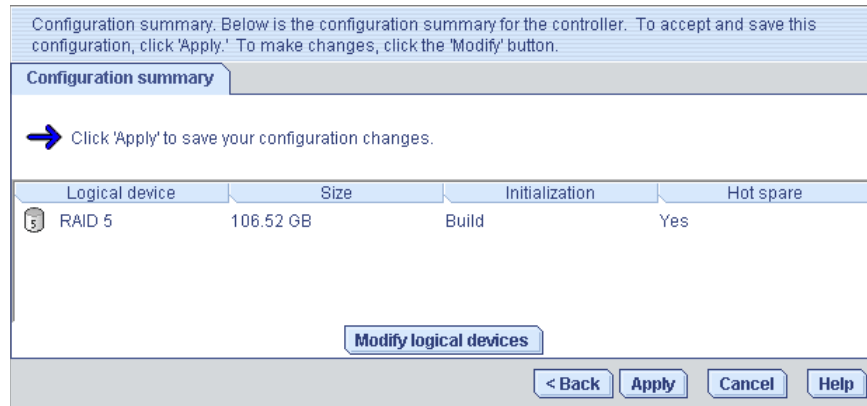 Configuration summary. Below is the configuration summary for the controller. To accept and save this
configuration, click 'Apply.' To make changes, click the 'Modify' button.
Configuration summary
Click 'Apply' to save your configuration changes.
Logical device Size Initialization Hot spare
5 RAID 5 106.52 GB Build Yes
Modify logical devices
< Back Apply Cancel Help